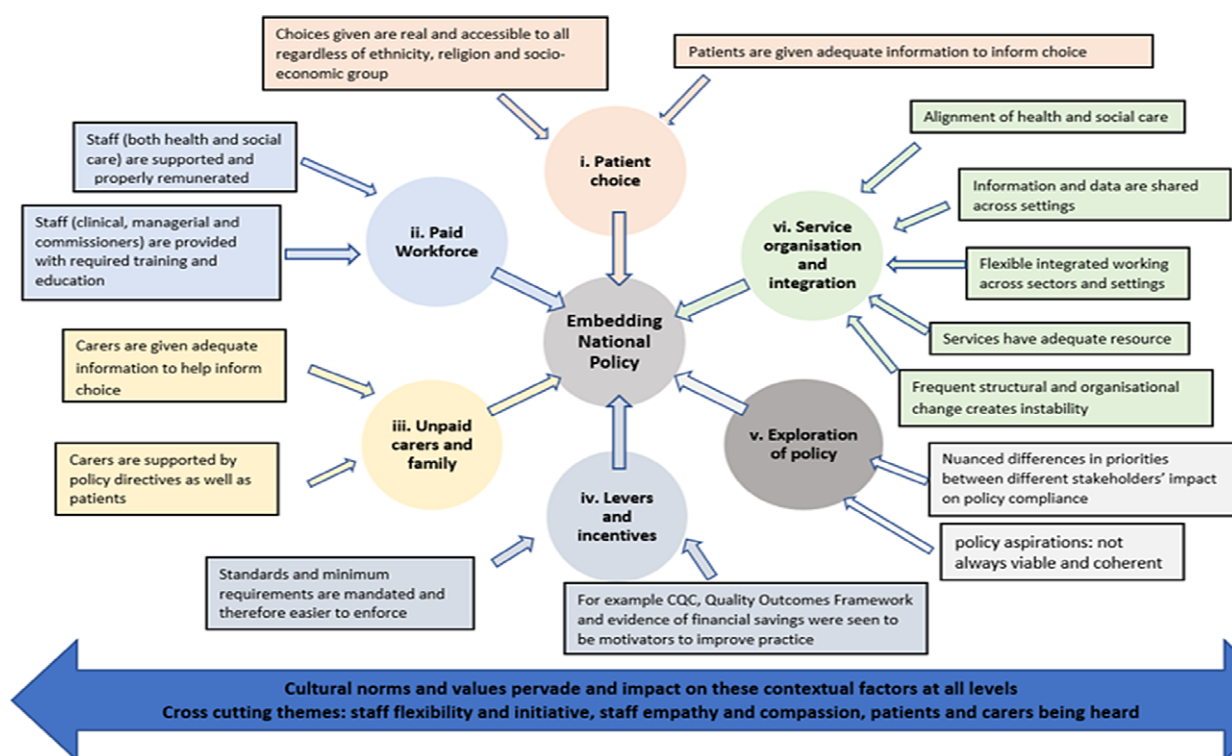 Choices given are real and accessible to all
regardless of ethnicity, religion and socio-
economic group
Patients are given adequate information to inform choice
i. Patient
choice
Staff (both health and social
care) are supported and
properly remunerated
Staff (clinical, managerial and
commissioners) are provided
with required training and
education
ii. Paid
Workforce
Alignment of health and social care
Information and data are shared
across settings
Flexible integrated working
across sectors and settings
Services have adequate resource
Frequent structural and organisational
change creates instability
vi. Service
organisation
and
integration
Embedding
National
Policy
Carers are given adequate
information to help inform
choice
Carers are supported by
policy directives as well as
patients
iii. Unpaid
carers and
family
v. Exploration
of policy
Nuanced differences in priorities
between different stakeholders’ impact
on policy compliance
policy aspirations: not
always viable and coherent
iv. Levers
and
incentives
Standards and minimum
requirements are mandated and
therefore easier to enforce
For example CQC, Quality Outcomes Framework
and evidence of financial savings were seen to
be motivators to improve practice
Cultural norms and values pervade and impact on these contextual factors at all levels
Cross cutting themes: staff flexibility and initiative, staff empathy and compassion, patients and carers being heard